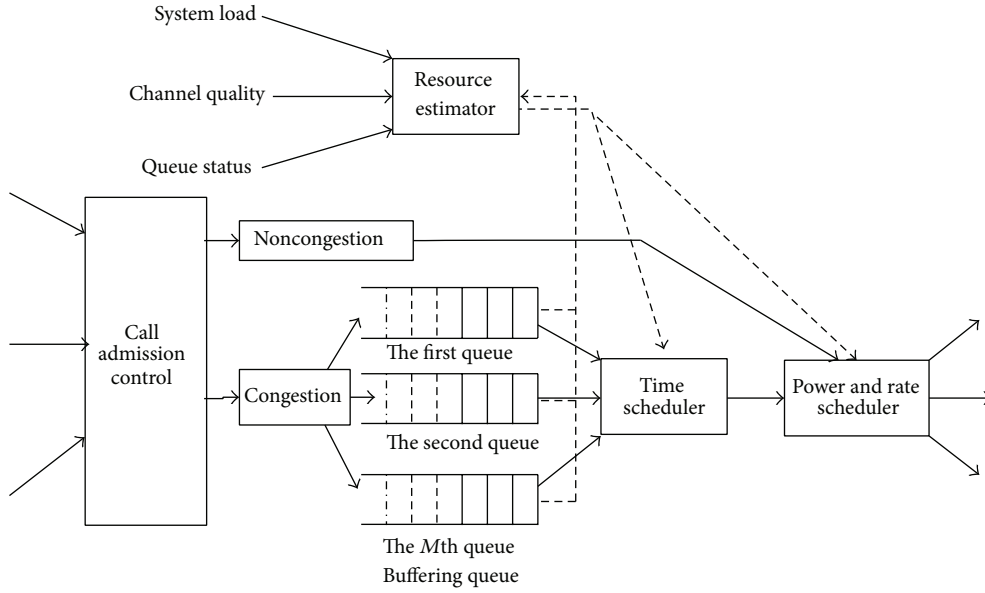 System load
Channel quality
Queue status
Resource
estimator
Call
admission
control
Noncongestion
Congestion
The first queue
The second queue
The Mth queue
Buffering queue
Time
scheduler
Power and rate
scheduler